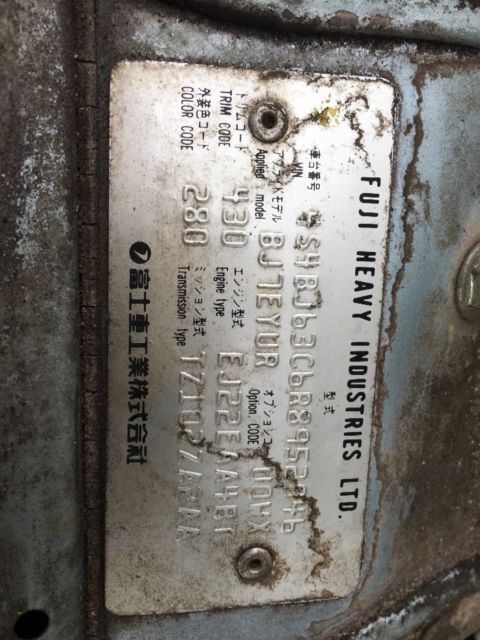 FUJI HEAVY INDUSTRIES LTD.
型式
車台番号
VIN
アプライドモデル オプションコード
Applied model BJ7EYUR Option. CODE
トリムコード エンジン型式
TRIM CODE 430 Engine type
外装色コード ミッション型式
COLOR CODE 280 Transmission type
富士重工業株式会社